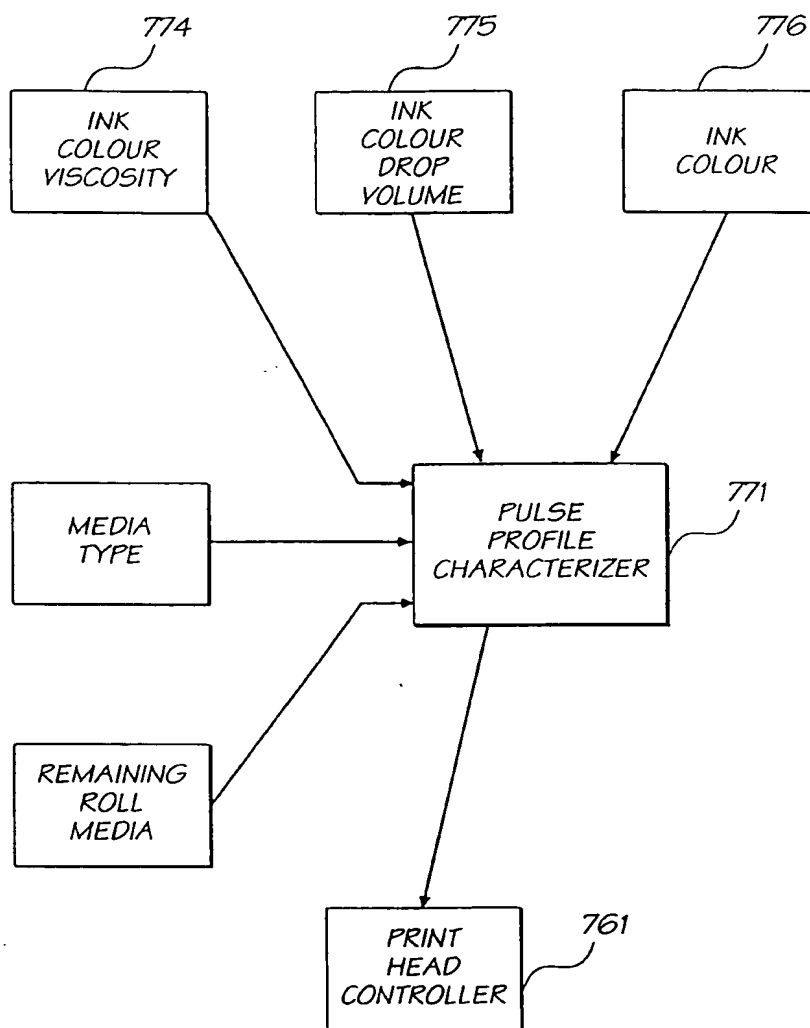 774
775
776
INK
COLOUR
VISCOSITY
INK
COLOUR
DROP
VOLUME
INK
COLOUR
771
MEDIA
TYPE
PULSE
PROFILE
CHARACTERIZER
REMAINING
ROLL
MEDIA
761
PRINT
HEAD
CONTROLLER